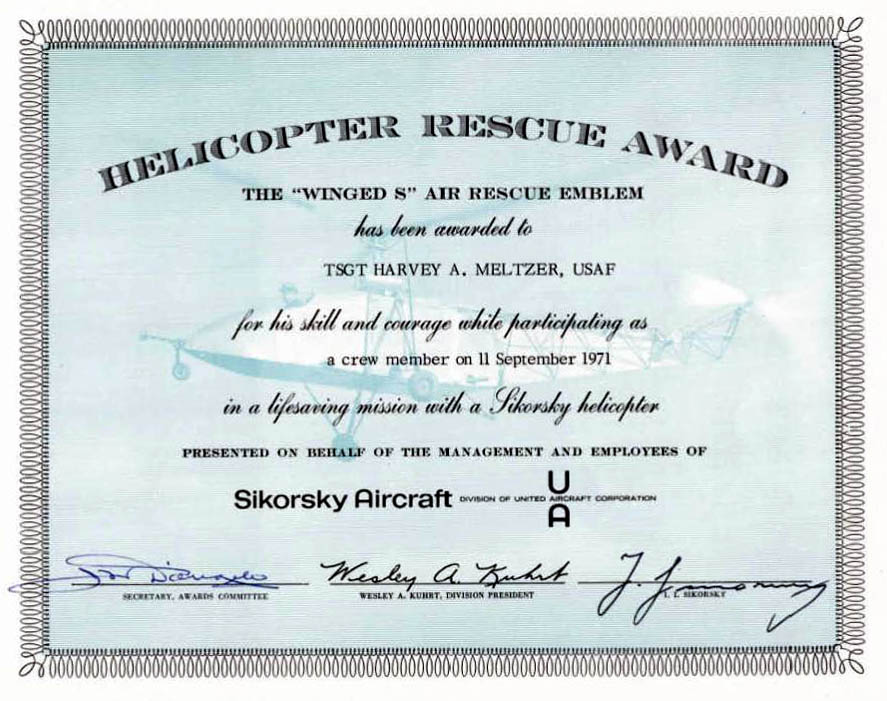 HELICOPTER RESCUE AWARD
THE "WINGED S" AIR RESCUE EMBLEM
has been awarded to
TSGT HARVEY A. MELTZER, USAF
for his skill and courage while participating as
a crew member on 11 September 1971
in a lifesaving mission with a Sikorsky helicopter
PRESENTED ON BEHALF OF THE MANAGEMENT AND EMPLOYEES OF
Sikorsky Aircraft DIVISION OF UNITED AIRCRAFT CORPORATION
U
A
Wesley A. Kuhrt
SECRETARY, AWARDS COMMITTEE
WESLEY A. KUHRT, DIVISION PRESIDENT
I. I. SIKORSKY